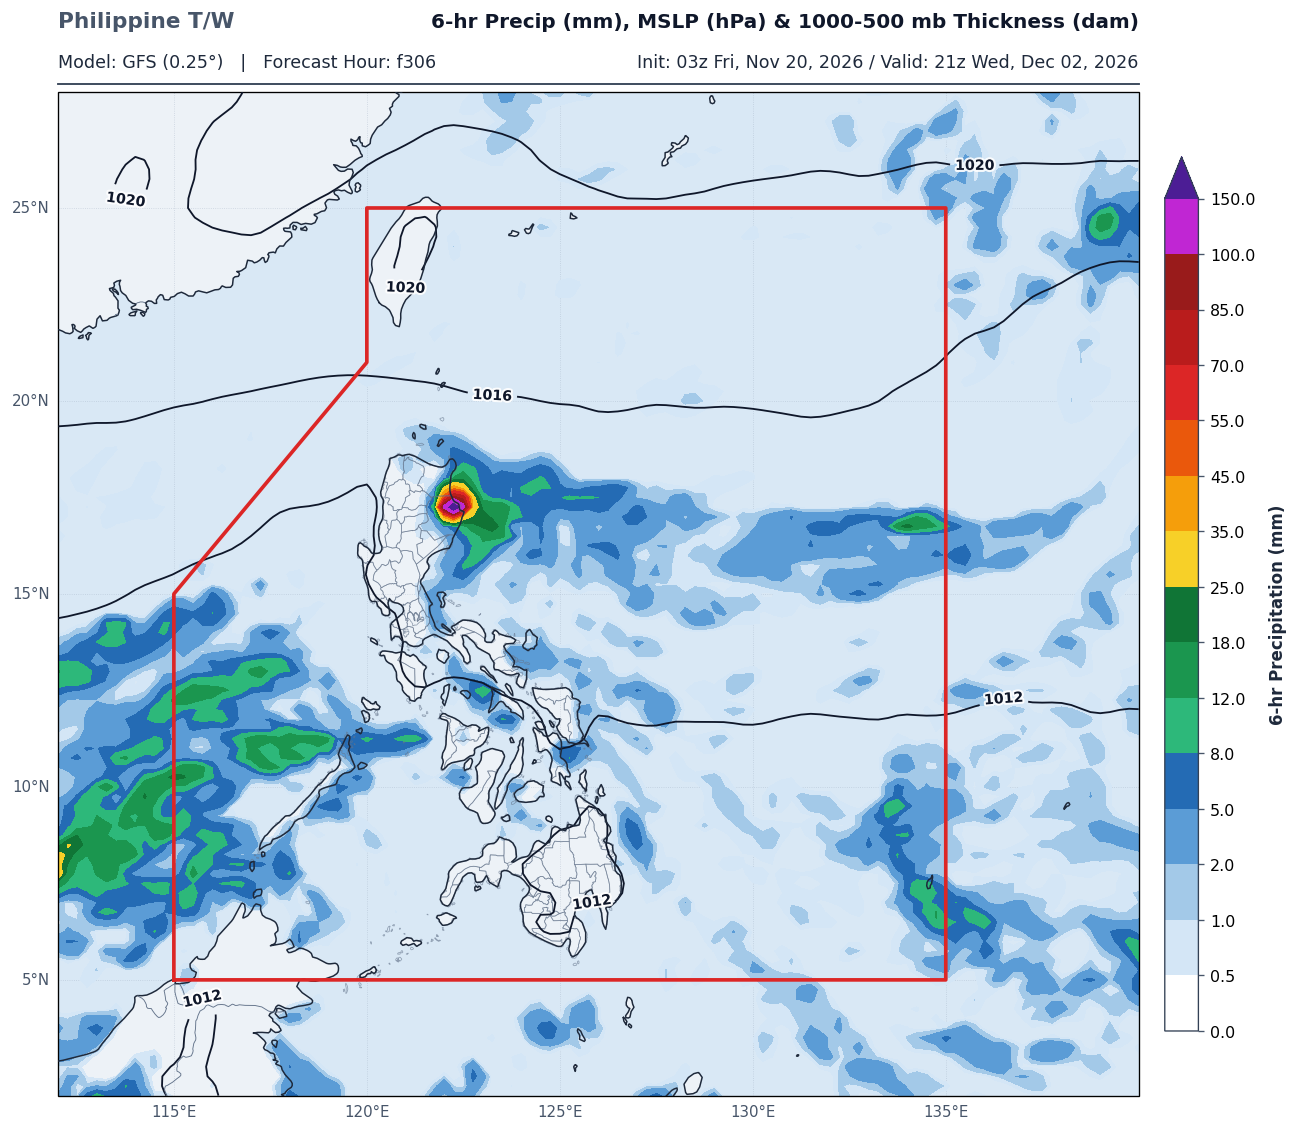 Philippine T/W
6-hr Precip (mm), MSLP (hPa) & 1000-500 mb Thickness (dam)
Model: GFS (0.25°) | Forecast Hour: f306
Init: 03z Fri, Nov 20, 2026 / Valid: 21z Wed, Dec 02, 2026
1020
1020
1020
1016
1012
1012
1012
25°N
20°N
15°N
10°N
5°N
115°E
120°E
125°E
130°E
135°E
150.0
100.0
85.0
70.0
55.0
45.0
35.0
25.0
18.0
12.0
8.0
5.0
2.0
1.0
0.5
0.0
6-hr Precipitation (mm)